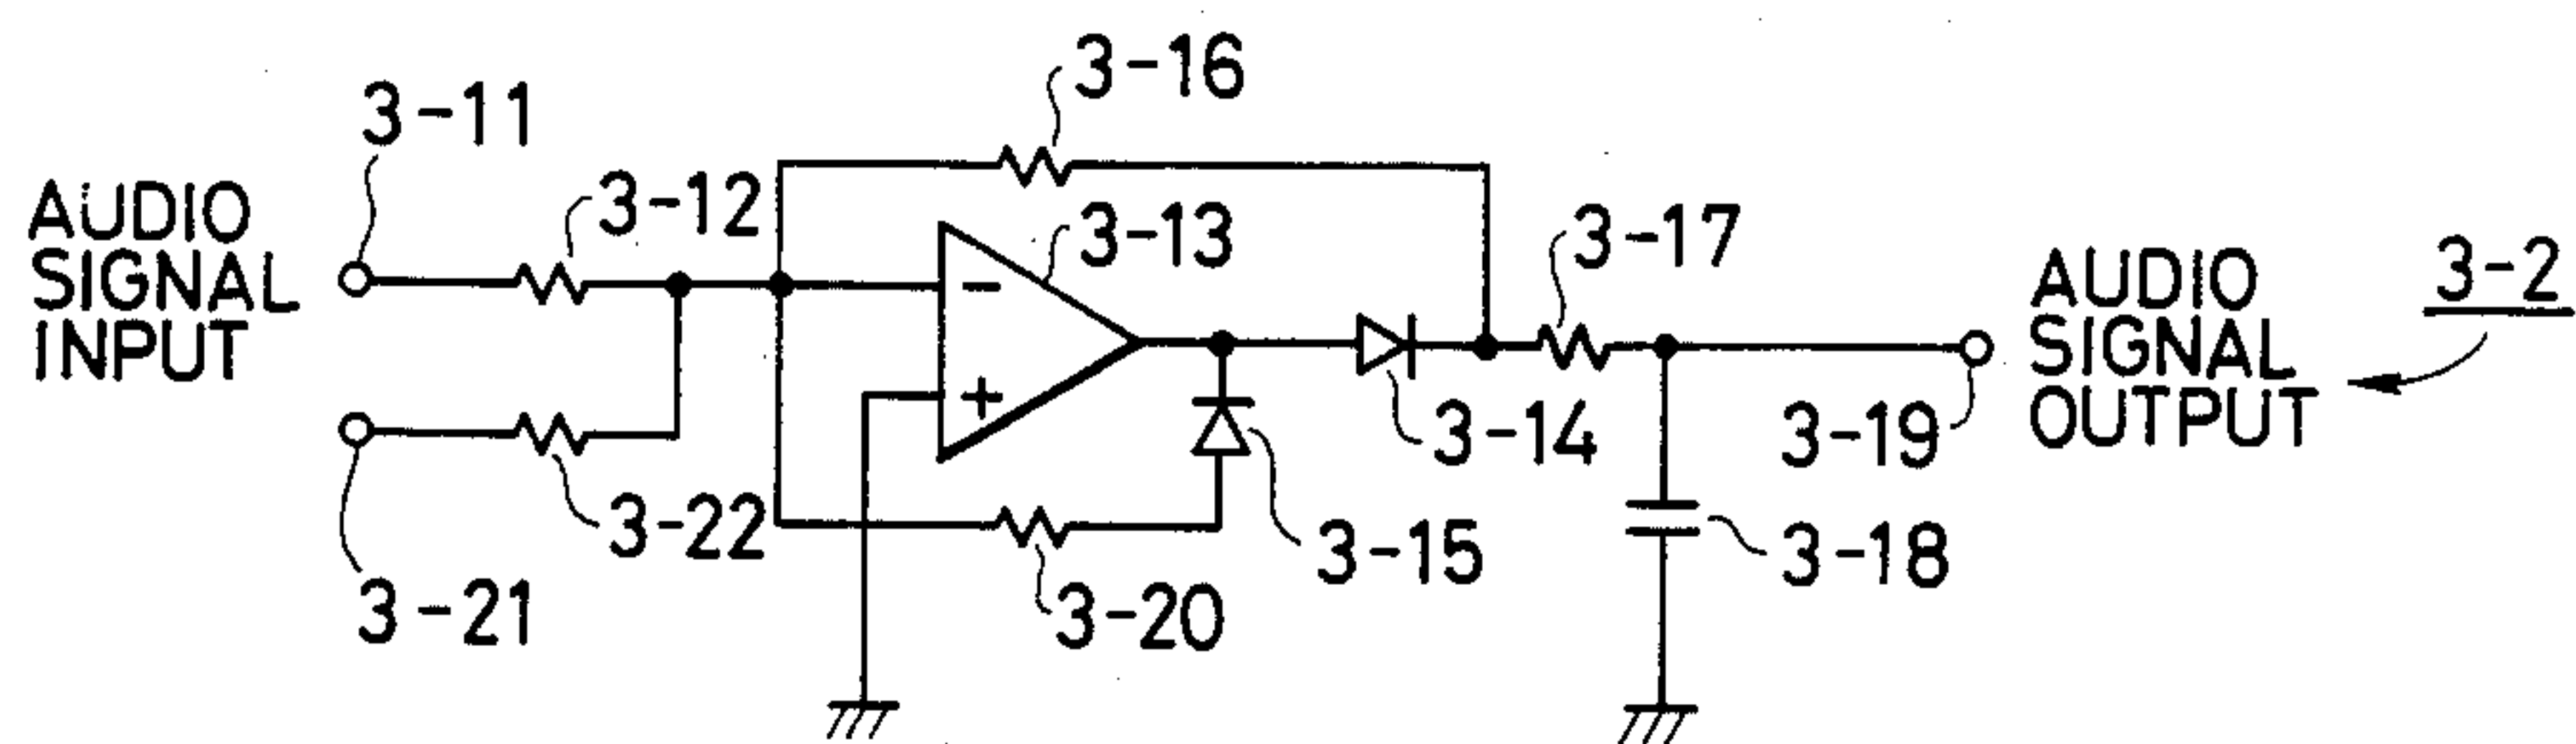 3-16
3-11
AUDIO
SIGNAL
INPUT
3-12
3-13
3-17
3-2
AUDIO
SIGNAL
OUTPUT
-
+
3-14
3-19
3-22
3-15
3-18
3-21
3-20